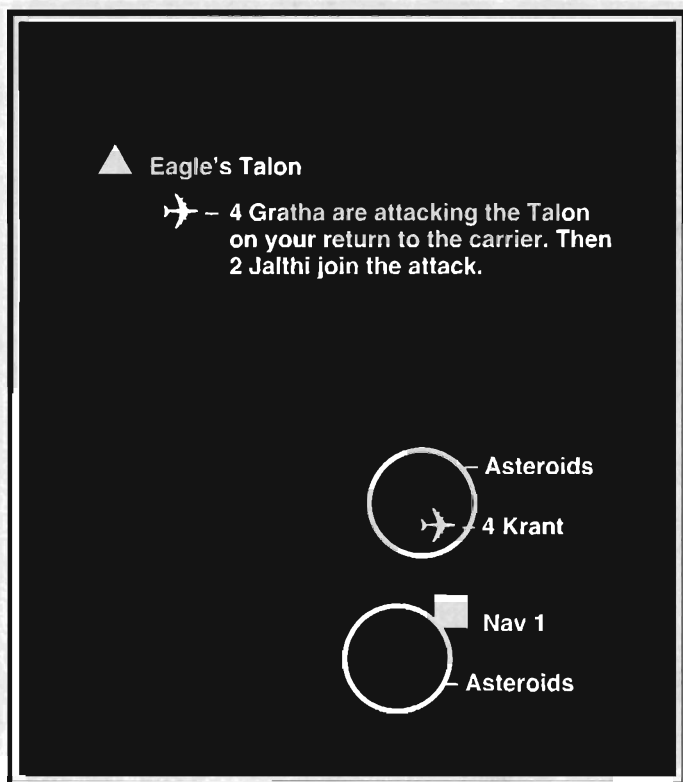 Eagle's Talon
– 4 Gratha are attacking the Talon
on your return to the carrier. Then
2 Jalthi join the attack.
Asteroids
4 Krant
Nav 1
Asteroids